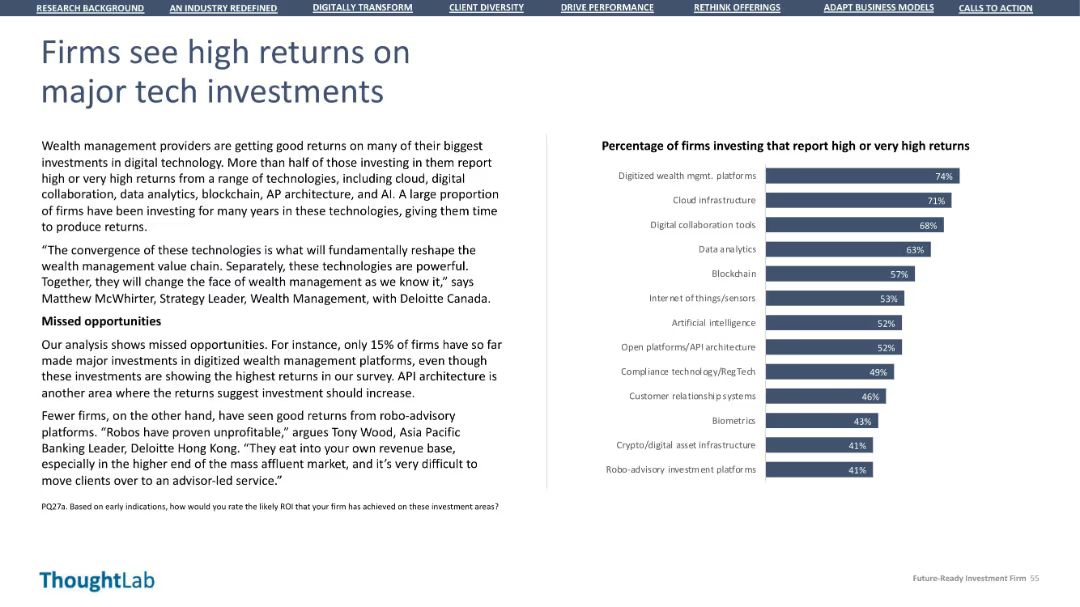 RESEARCH BACKGROUND AN INDUSTRY REDEFINED DIGITALLY TRANSFORM CLIENT DIVERSITY DRIVE PERFORMANCE RETHINK OFFERINGS ADAPT BUSINESS MODELS CALLS TO ACTION
Firms see high returns on
major tech investments
Wealth management providers are getting good returns on many of their biggest
investments in digital technology. More than half of those investing in them report
high or very high returns from a range of technologies, including cloud, digital
collaboration, data analytics, blockchain, AP architecture, and AI. A large proportion
of firms have been investing for many years in these technologies, giving them time
to produce returns.
“The convergence of these technologies is what will fundamentally reshape the
wealth management value chain. Separately, these technologies are powerful.
Together, they will change the face of wealth management as we know it,” says
Matthew McWhirter, Strategy Leader, Wealth Management, with Deloitte Canada.
Missed opportunities
Our analysis shows missed opportunities. For instance, only 15% of firms have so far
made major investments in digitized wealth management platforms, even though
these investments are showing the highest returns in our survey. API architecture is
another area where the returns suggest investment should increase.
Fewer firms, on the other hand, have seen good returns from robo-advisory
platforms. “Robos have proven unprofitable,” argues Tony Wood, Asia Pacific
Banking Leader, Deloitte Hong Kong. “They eat into your own revenue base,
especially in the higher end of the mass affluent market, and it’s very difficult to
move clients over to an advisor-led service.”
PQ27a. Based on early indications, how would you rate the likely ROI that your firm has achieved on these investment areas?
Percentage of firms investing that report high or very high returns
Digitized wealth mgmt. platforms 74%
Cloud infrastructure 71%
Digital collaboration tools 68%
Data analytics 63%
Blockchain 57%
Internet of things/sensors 53%
Artificial intelligence 52%
Open platforms/API architecture 52%
Compliance technology/RegTech 49%
Customer relationship systems 46%
Biometrics 43%
Crypto/digital asset infrastructure 41%
Robo-advisory investment platforms 41%
ThoughtLab
Future-Ready Investment Firm 55